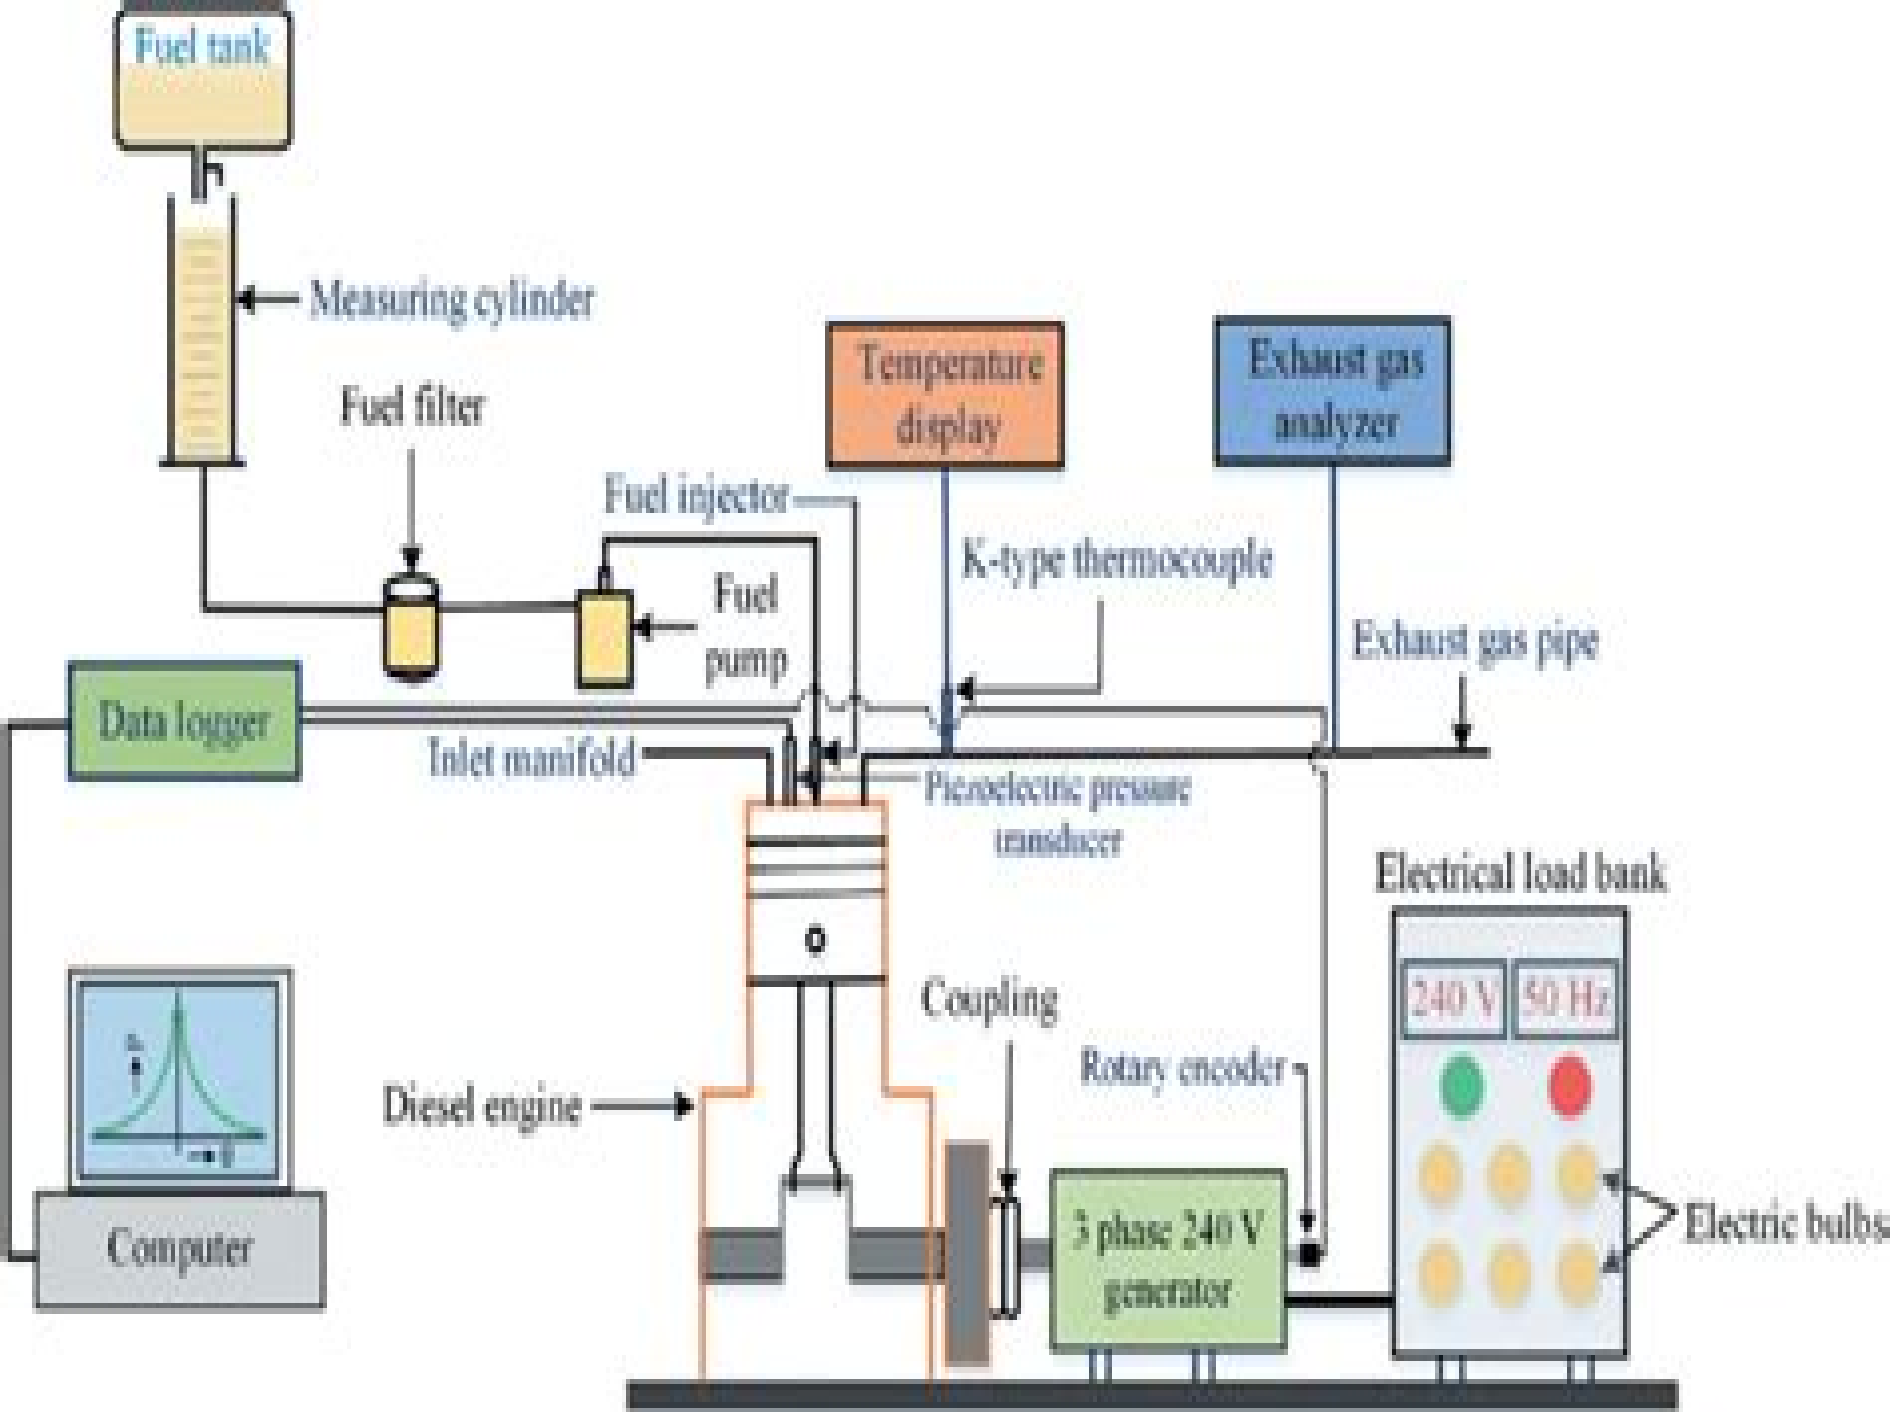 Fuel tank
Measuring cylinder
Fuel filter
Temperature
display
Exhaust gas
analyzer
Fuel injector
K-type thermocouple
Fuel
pump
Exhaust gas pipe
Data logger
Inlet manifold
Piezoelectric pressure
transducer
Electrical load bank
240 V
50 Hz
Coupling
Rotary encoder
Diesel engine
3 phase 240 V
generator
Electric bulbs
Computer